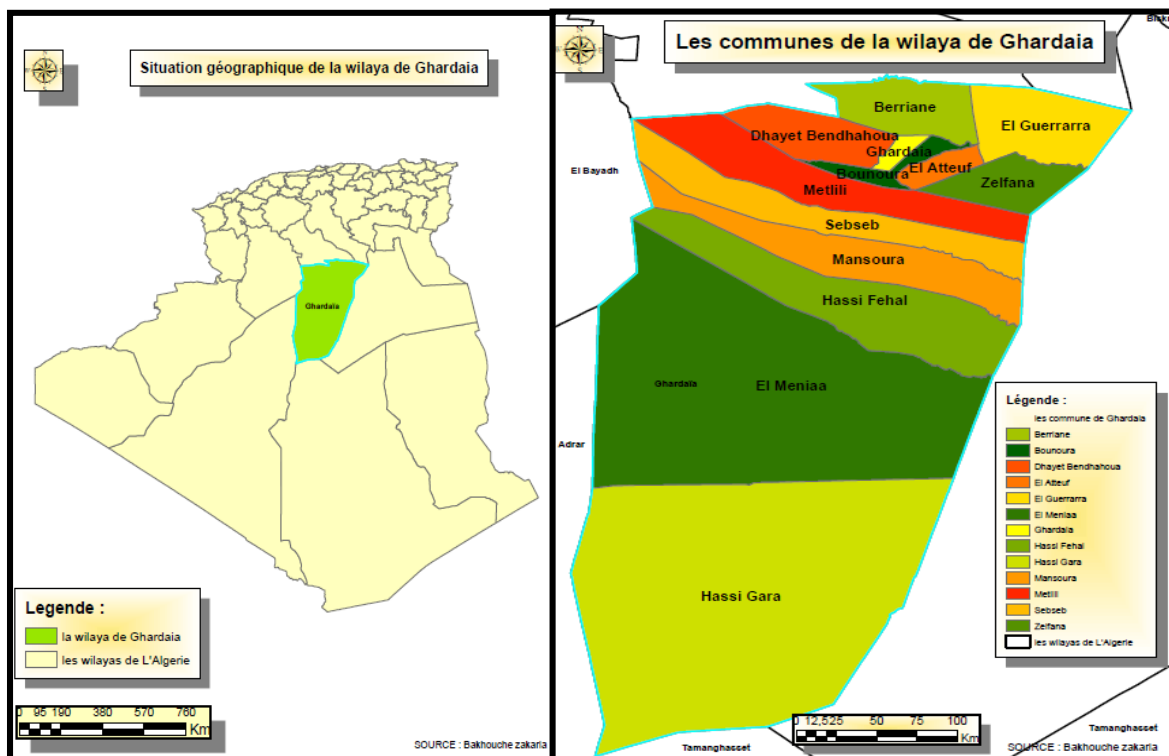 Situation géographique de la wilaya de Ghardaia
Ghardaia
Legende :
la wilaya de Ghardaia
les wilayas de L'Algerie
0 95 190 380 570 760
Km
SOURCE : Bakhouche zakaria
Les communes de la wilaya de Ghardaia
Berriane
El Guerrarra
Dhayet Bendhahoua
Ghardaia
El Atteuf
Bounoura
El Bayadh
Zelfana
Metlili
Sebseb
Mansoura
Hassi Fehal
Ghardaia
El Meniaa
Adrar
Hassi Gara
Légende :
les commune de Ghardaia
Berriane
Bounoura
Dhayet Bendhahoua
El Atteuf
El Guerrarra
El Meniaa
Ghardaia
Hassi Fehal
Hassi Gara
Mansoura
Metlili
Sebseb
Zelfana
les wilayas de L'Algérie
0 12,525 50 75 100
Km
Tamanghasset
Tamanghasset
SOURCE : Bakhouche zakaria